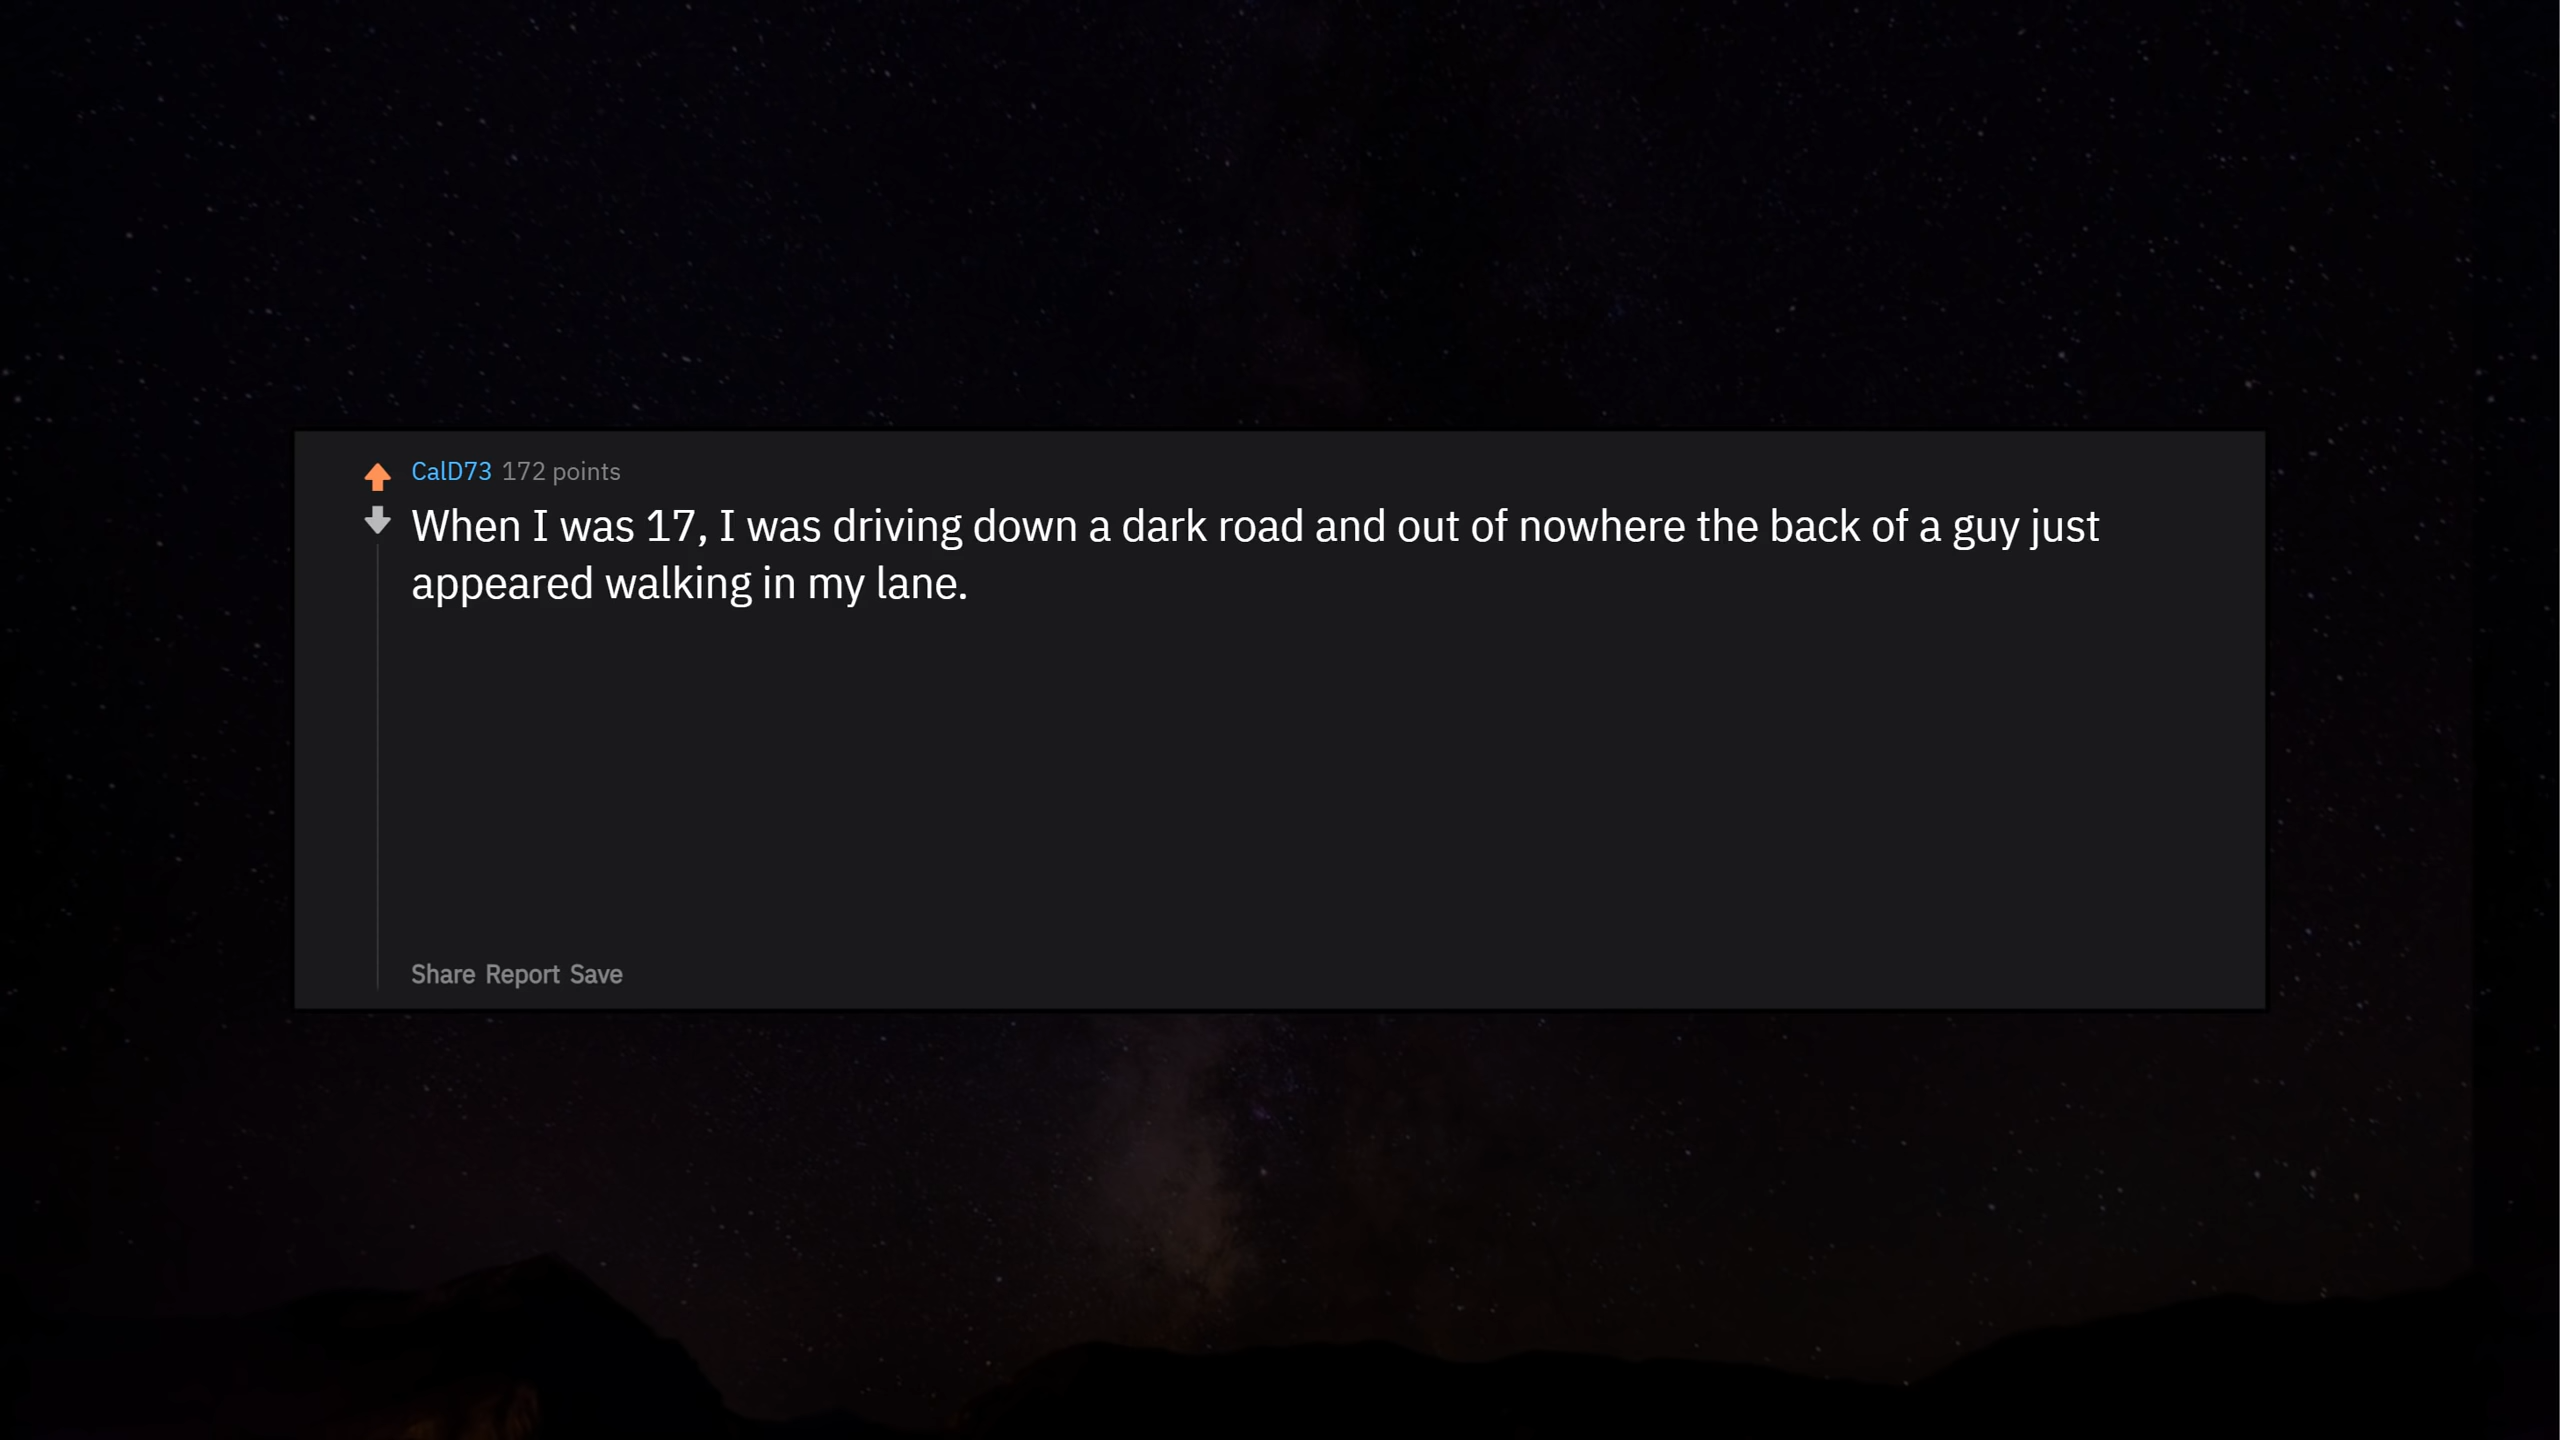 CalD73 172 points
When I was 17, I was driving down a dark road and out of nowhere the back of a guy just
appeared walking in my lane.
Share Report Save